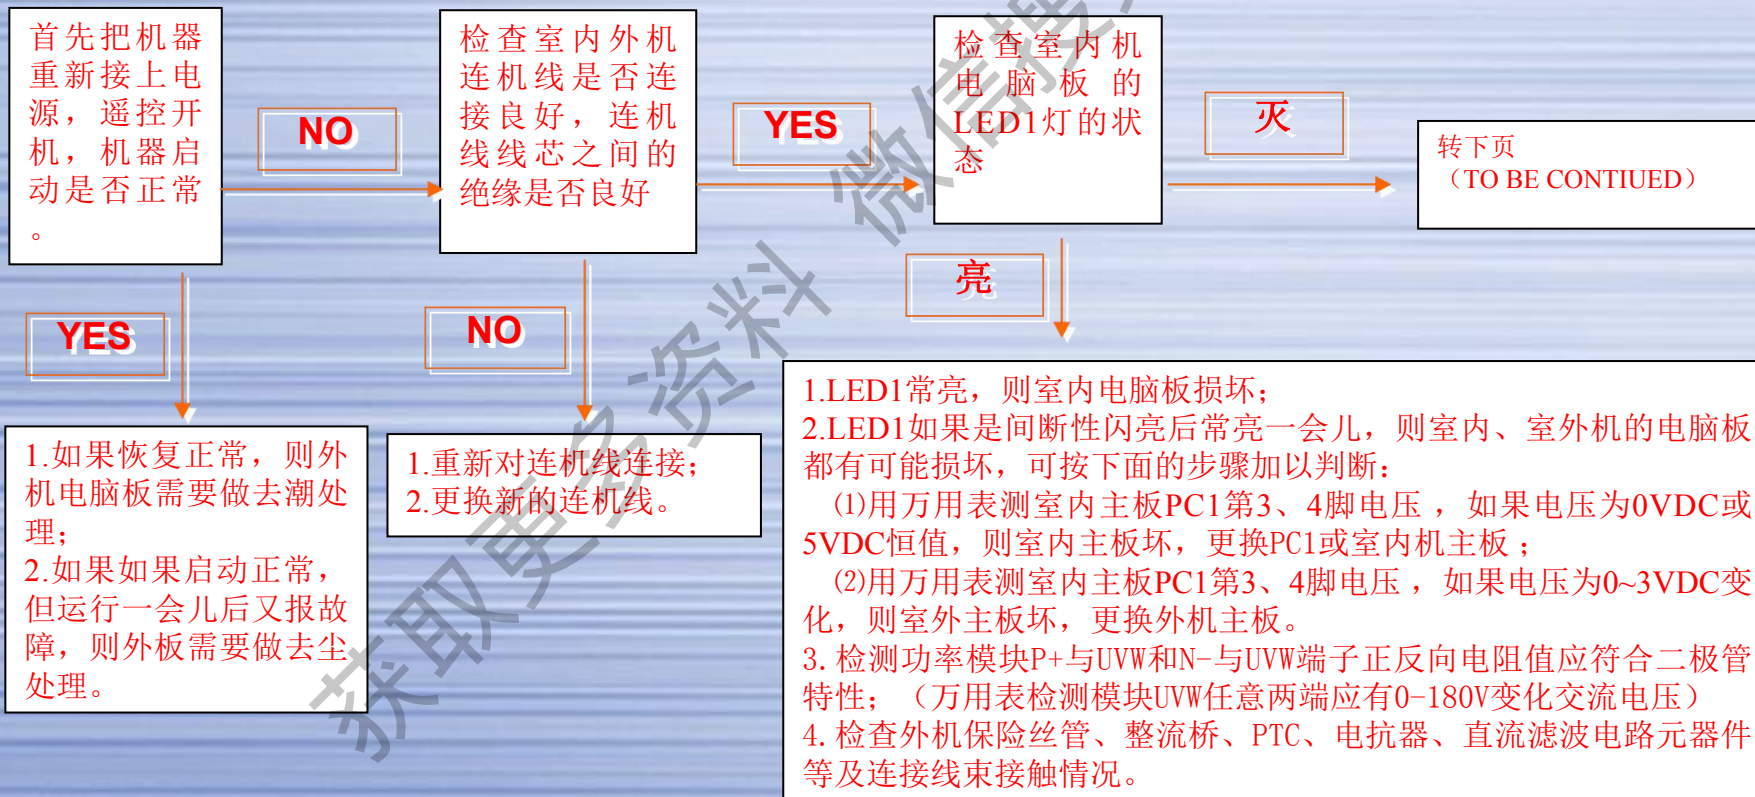 首先把机器
重新接上电
源，遥控开
机，机器启
动是否正常
。
NO
检查室内外机
连机线是否连
接良好，连机
线线芯之间的
绝缘是否良好
YES
检查室内机
电脑板的
LED1灯的状
态
灭
转下页
（TO BE CONTIUED）
YES
NO
亮
1.如果恢复正常，则外
机电脑板需要做去潮处
理；
2.如果如果启动正常，
但运行一会儿后又报故
障，则外板需要做去尘
处理。
1.重新对连机线连接；
2.更换新的连机线。
1.LED1常亮，则室内电脑板损坏；
2.LED1如果是间断性闪亮后常亮一会儿，则室内、室外机的电脑板
都有可能损坏，可按下面的步骤加以判断：
⑴用万用表测室内主板PC1第3、4脚电压 ，如果电压为0VDC或
5VDC恒值，则室内主板坏，更换PC1或室内机主板 ；
⑵用万用表测室内主板PC1第3、4脚电压 ，如果电压为0~3VDC变
化，则室外主板坏，更换外机主板。
3.检测功率模块P+与UVW和N-与UVW端子正反向电阻值应符合二极管
特性；（万用表检测模块UVW任意两端应有0-180V变化交流电压）
4.检查外机保险丝管、整流桥、PTC、电抗器、直流滤波电路元器件
等及连接线束接触情况。
获取更多资料 微信搜